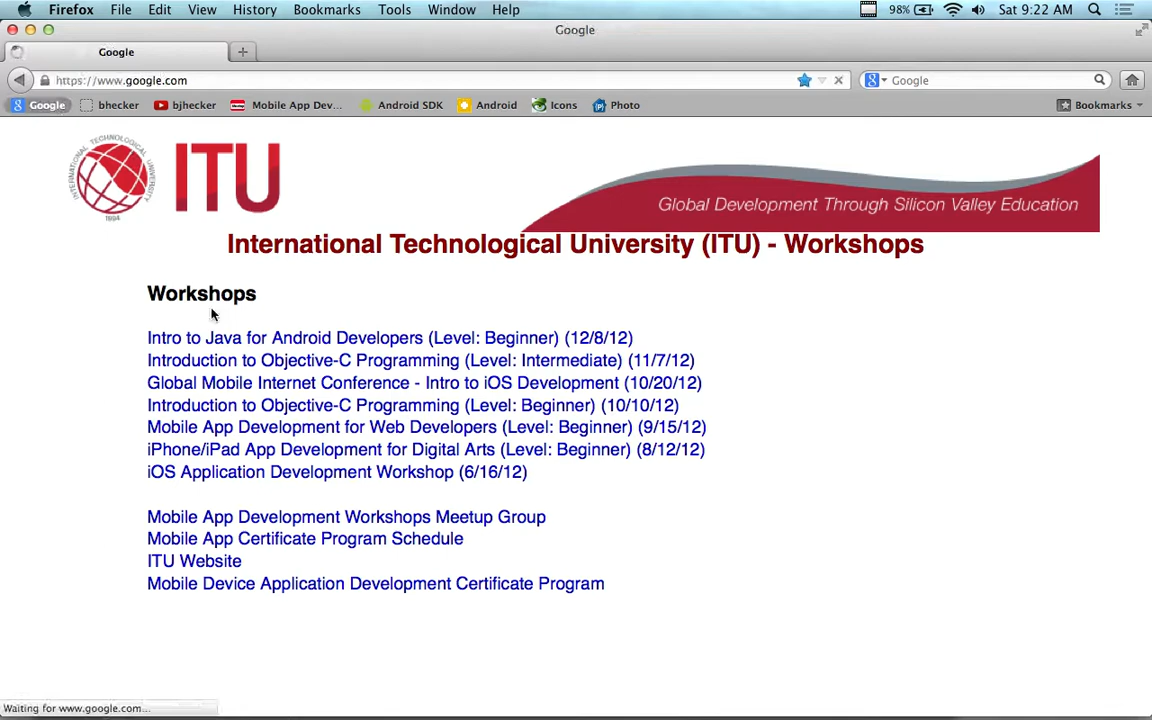 Firefox File Edit View History Bookmarks Tools Window Help 98% Sat 9:22 AM
Google
Google
https://www.google.com Google
Google bhecker bjhecker Mobile App Dev... Android SDK Android Icons Photo Bookmarks
INTERNATIONAL TECHNOLOGICAL UNIVERSITY
1994
ITU
Global Development Through Silicon Valley Education
International Technological University (ITU) - Workshops
Workshops
Intro to Java for Android Developers (Level: Beginner) (12/8/12)
Introduction to Objective-C Programming (Level: Intermediate) (11/7/12)
Global Mobile Internet Conference - Intro to iOS Development (10/20/12)
Introduction to Objective-C Programming (Level: Beginner) (10/10/12)
Mobile App Development for Web Developers (Level: Beginner) (9/15/12)
iPhone/iPad App Development for Digital Arts (Level: Beginner) (8/12/12)
iOS Application Development Workshop (6/16/12)
Mobile App Development Workshops Meetup Group
Mobile App Certificate Program Schedule
ITU Website
Mobile Device Application Development Certificate Program
Waiting for www.google.com...